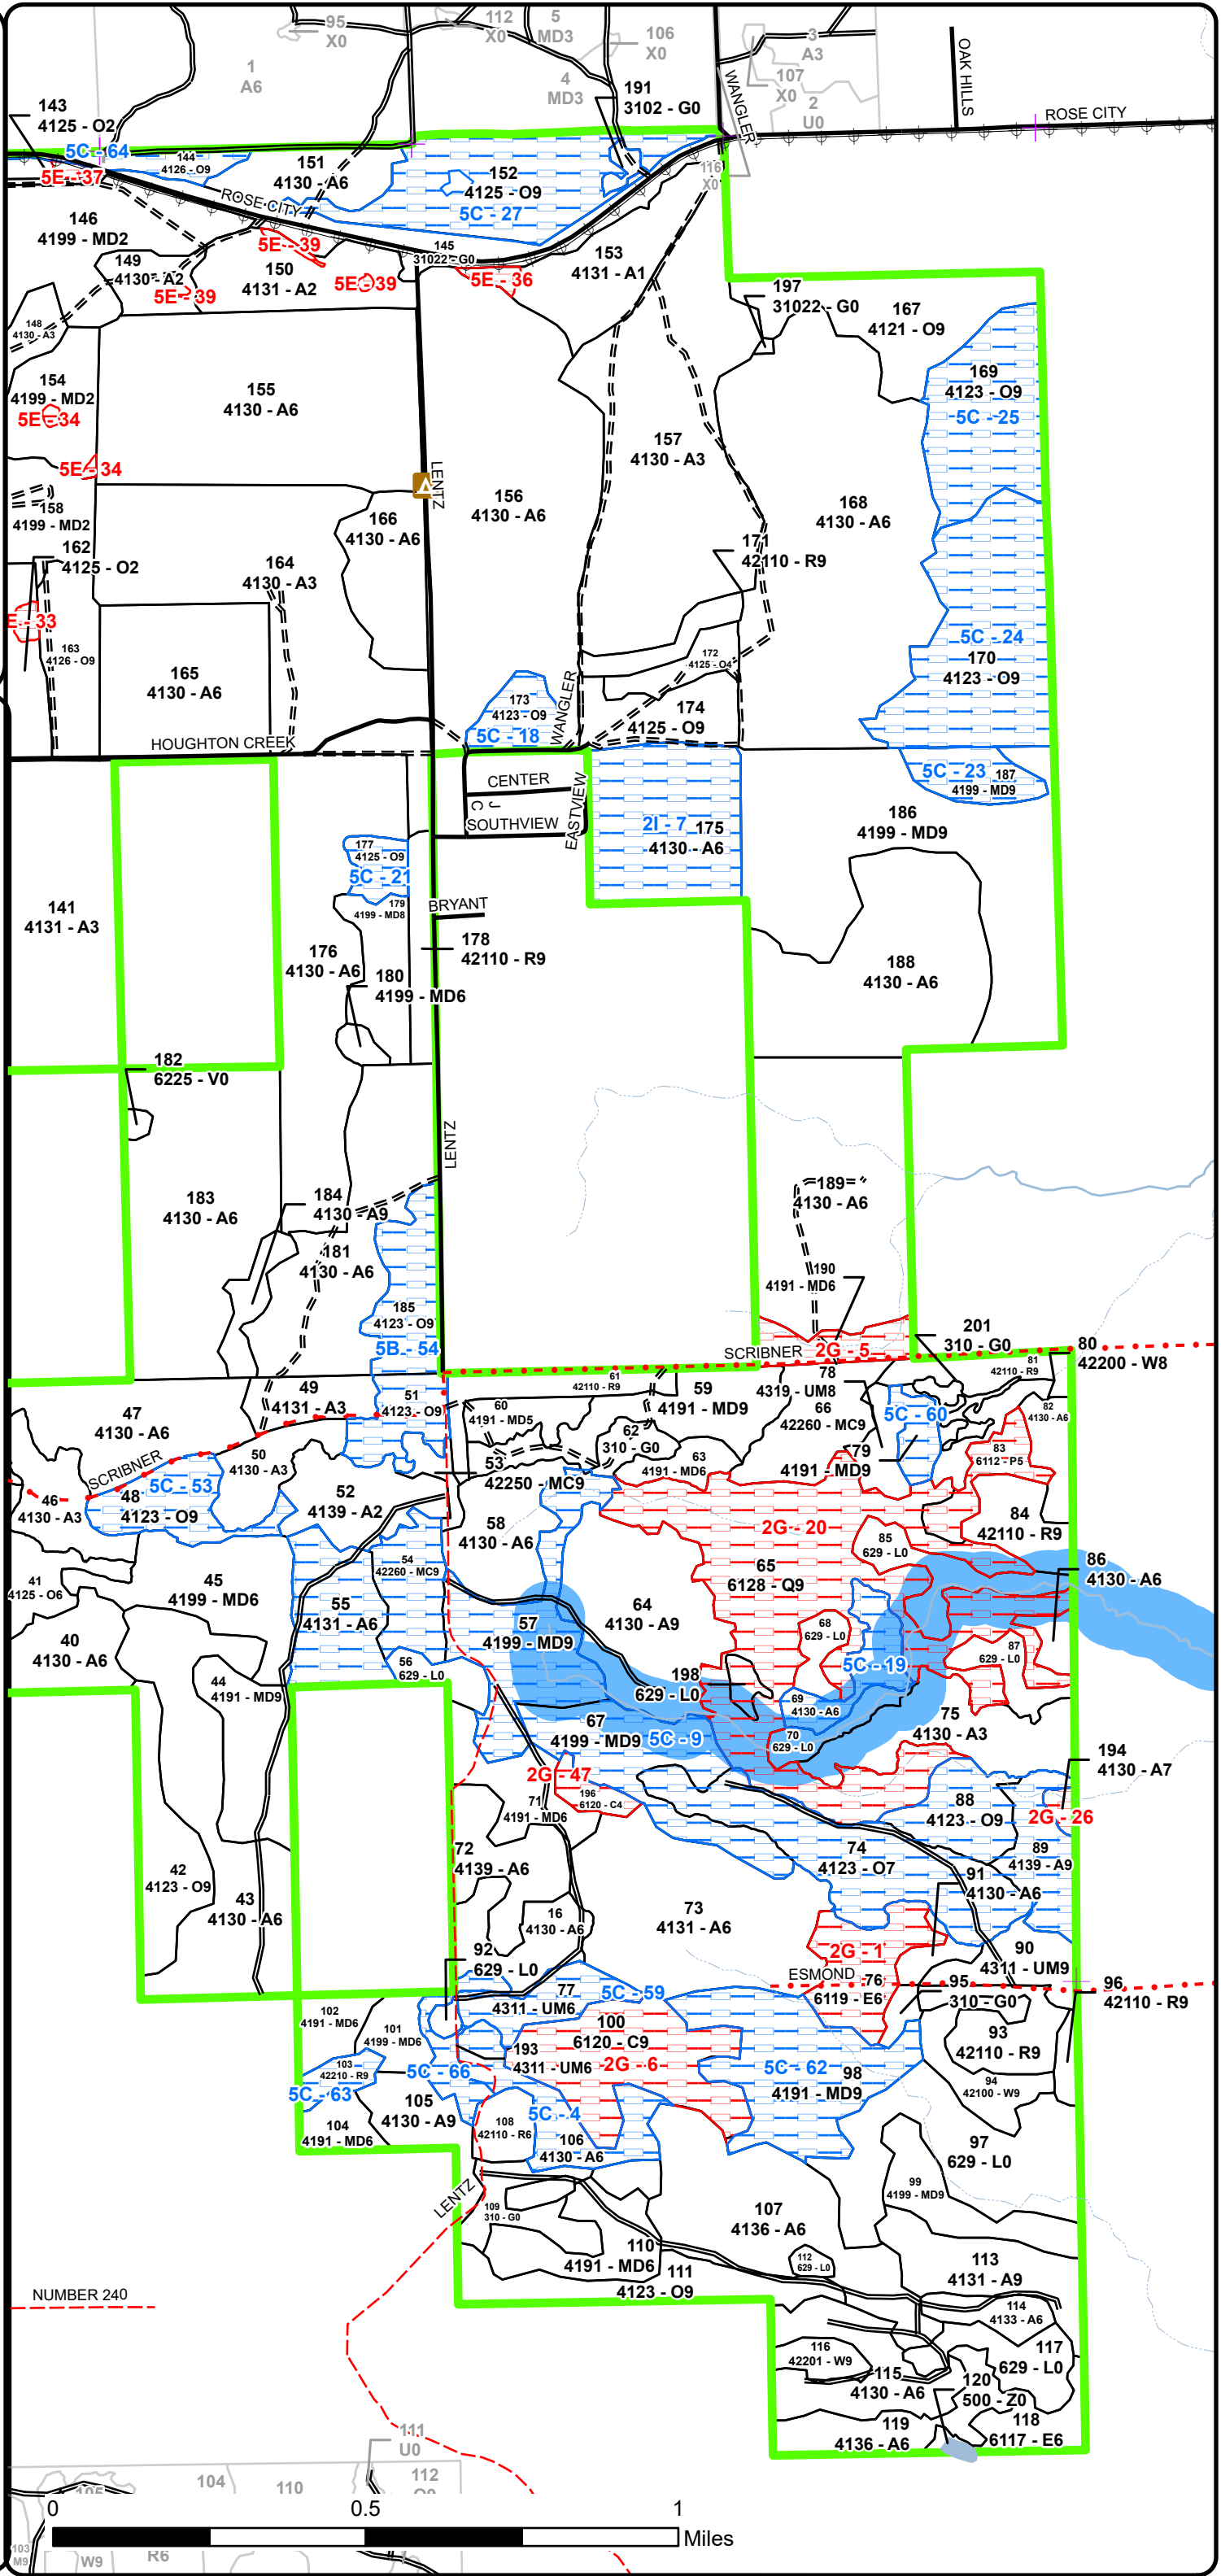 95
X0
112
X0
5
MD3
106
X0
3
A3
1
A6
4
MD3
107
X0
2
U0
191
3102 - G0
WANGLER
OAK HILLS
ROSE CITY
143
4125 - O2
5C - 64
5E - 37
144
4126 - O9
151
4130 - A6
152
4125 - O9
5C - 27
116
X0
ROSE CITY
146
4199 - MD2
149
4130 - A2
5E - 39
150
4131 - A2
5E - 39
5E - 39
145
31022 - G0
5E - 36
153
4131 - A1
197
31022 - G0
167
4121 - O9
148
4130 - A3
154
4199 - MD2
5E - 34
155
4130 - A6
169
4123 - O9
5C - 25
157
4130 - A3
5E - 34
LENTZ
158
4199 - MD2
166
4130 - A6
156
4130 - A6
168
4130 - A6
162
4125 - O2
164
4130 - A3
171
42110 - R9
E - 33
163
4126 - O9
165
4130 - A6
172
4125 - O4
5C - 24
170
4123 - O9
173
4123 - O9
5C - 18
WANGLER
174
4125 - O9
HOUGHTON CREEK
CENTER
J C
SOUTHVIEW
EASTVIEW
5C - 23
187
4199 - MD9
2I - 7
175
4130 - A6
186
4199 - MD9
177
4125 - O9
5C - 21
179
4199 - MD8
BRYANT
141
4131 - A3
176
4130 - A6
178
42110 - R9
180
4199 - MD6
188
4130 - A6
182
6225 - V0
LENTZ
183
4130 - A6
184
4130 - A9
181
4130 - A6
189
4130 - A6
190
4191 - MD6
185
4123 - O9
5B - 54
SCRIBNER
2G - 5
201
310 - G0
80
42200 - W8
81
42110 - R9
78
4319 - UM8
61
42110 - R9
59
4191 - MD9
49
4131 - A3
51
4123 - O9
60
4191 - MD5
66
42260 - MC9
5C - 60
82
4130 - A6
47
4130 - A6
62
310 - G0
63
4191 - MD6
79
4191 - MD9
83
6112 - P5
SCRIBNER
50
4130 - A3
53
42250 - MC9
5C - 53
46
4130 - A3
48
4123 - O9
52
4139 - A2
58
4130 - A6
2G - 20
84
42110 - R9
85
629 - L0
54
42260 - MC9
65
6128 - Q9
86
4130 - A6
41
4125 - O6
45
4199 - MD6
55
4131 - A6
57
4199 - MD9
64
4130 - A9
68
629 - L0
40
4130 - A6
87
629 - L0
56
629 - L0
5C - 19
44
4191 - MD9
198
629 - L0
69
4130 - A6
75
4130 - A3
67
4199 - MD9
5C - 9
70
629 - L0
194
4130 - A7
2G - 47
196
6120 - C4
71
4191 - MD6
88
4123 - O9
2G - 26
72
4139 - A6
74
4123 - O7
89
4139 - A9
42
4123 - O9
43
4130 - A6
91
4130 - A6
73
4131 - A6
16
4130 - A6
2G - 1
90
4311 - UM9
92
629 - L0
ESMOND
76
6119 - E6
95
310 - G0
96
42110 - R9
77
4311 - UM6
5C - 59
102
4191 - MD6
101
4199 - MD6
100
6120 - C9
93
42110 - R9
193
4311 - UM6
2G - 6
5C - 62
98
4191 - MD9
103
42210 - R9
5C - 66
5C - 63
94
42100 - W9
105
4130 - A9
5C - 4
104
4191 - MD6
108
42110 - R6
106
4130 - A6
97
629 - L0
99
4199 - MD9
LENTZ
109
310 - G0
107
4136 - A6
110
4191 - MD6
112
629 - L0
113
4131 - A9
111
4123 - O9
NUMBER 240
114
4133 - A6
116
42201 - W9
117
629 - L0
115
4130 - A6
120
500 - Z0
119
4136 - A6
118
6117 - E6
111
U0
104
110
112
0
0.5
1
Miles
103
M9
W9
R6